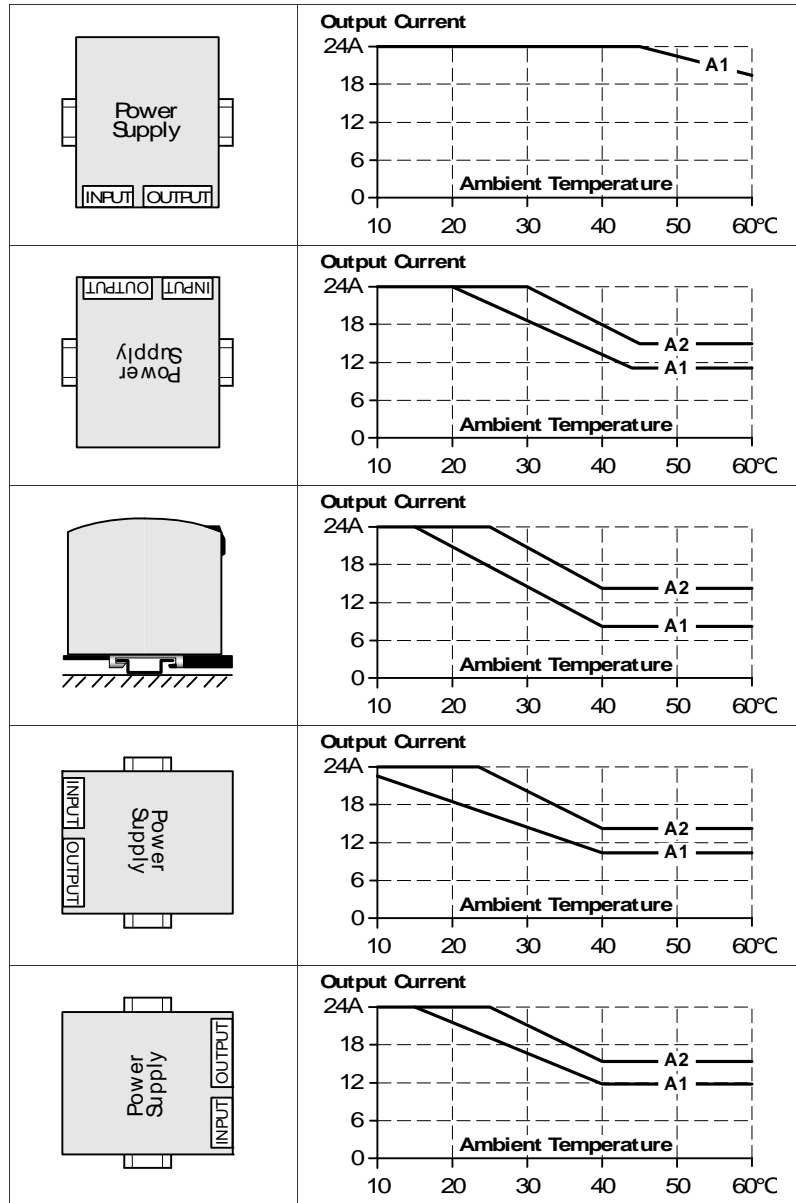 Power
Supply
INPUT OUTPUT
Output Current
24A
18
12
6
0
A1
Ambient Temperature
10 20 30 40 50 60°C
INPUT OUTPUT
Power
Supply
Output Current
24A
18
12
6
0
A2
A1
Ambient Temperature
10 20 30 40 50 60°C
Output Current
24A
18
12
6
0
A2
A1
Ambient Temperature
10 20 30 40 50 60°C
INPUT OUTPUT
Power
Supply
Output Current
24A
18
12
6
0
A2
A1
Ambient Temperature
10 20 30 40 50 60°C
Power
Supply
INPUT OUTPUT
Output Current
24A
18
12
6
0
A2
A1
Ambient Temperature
10 20 30 40 50 60°C